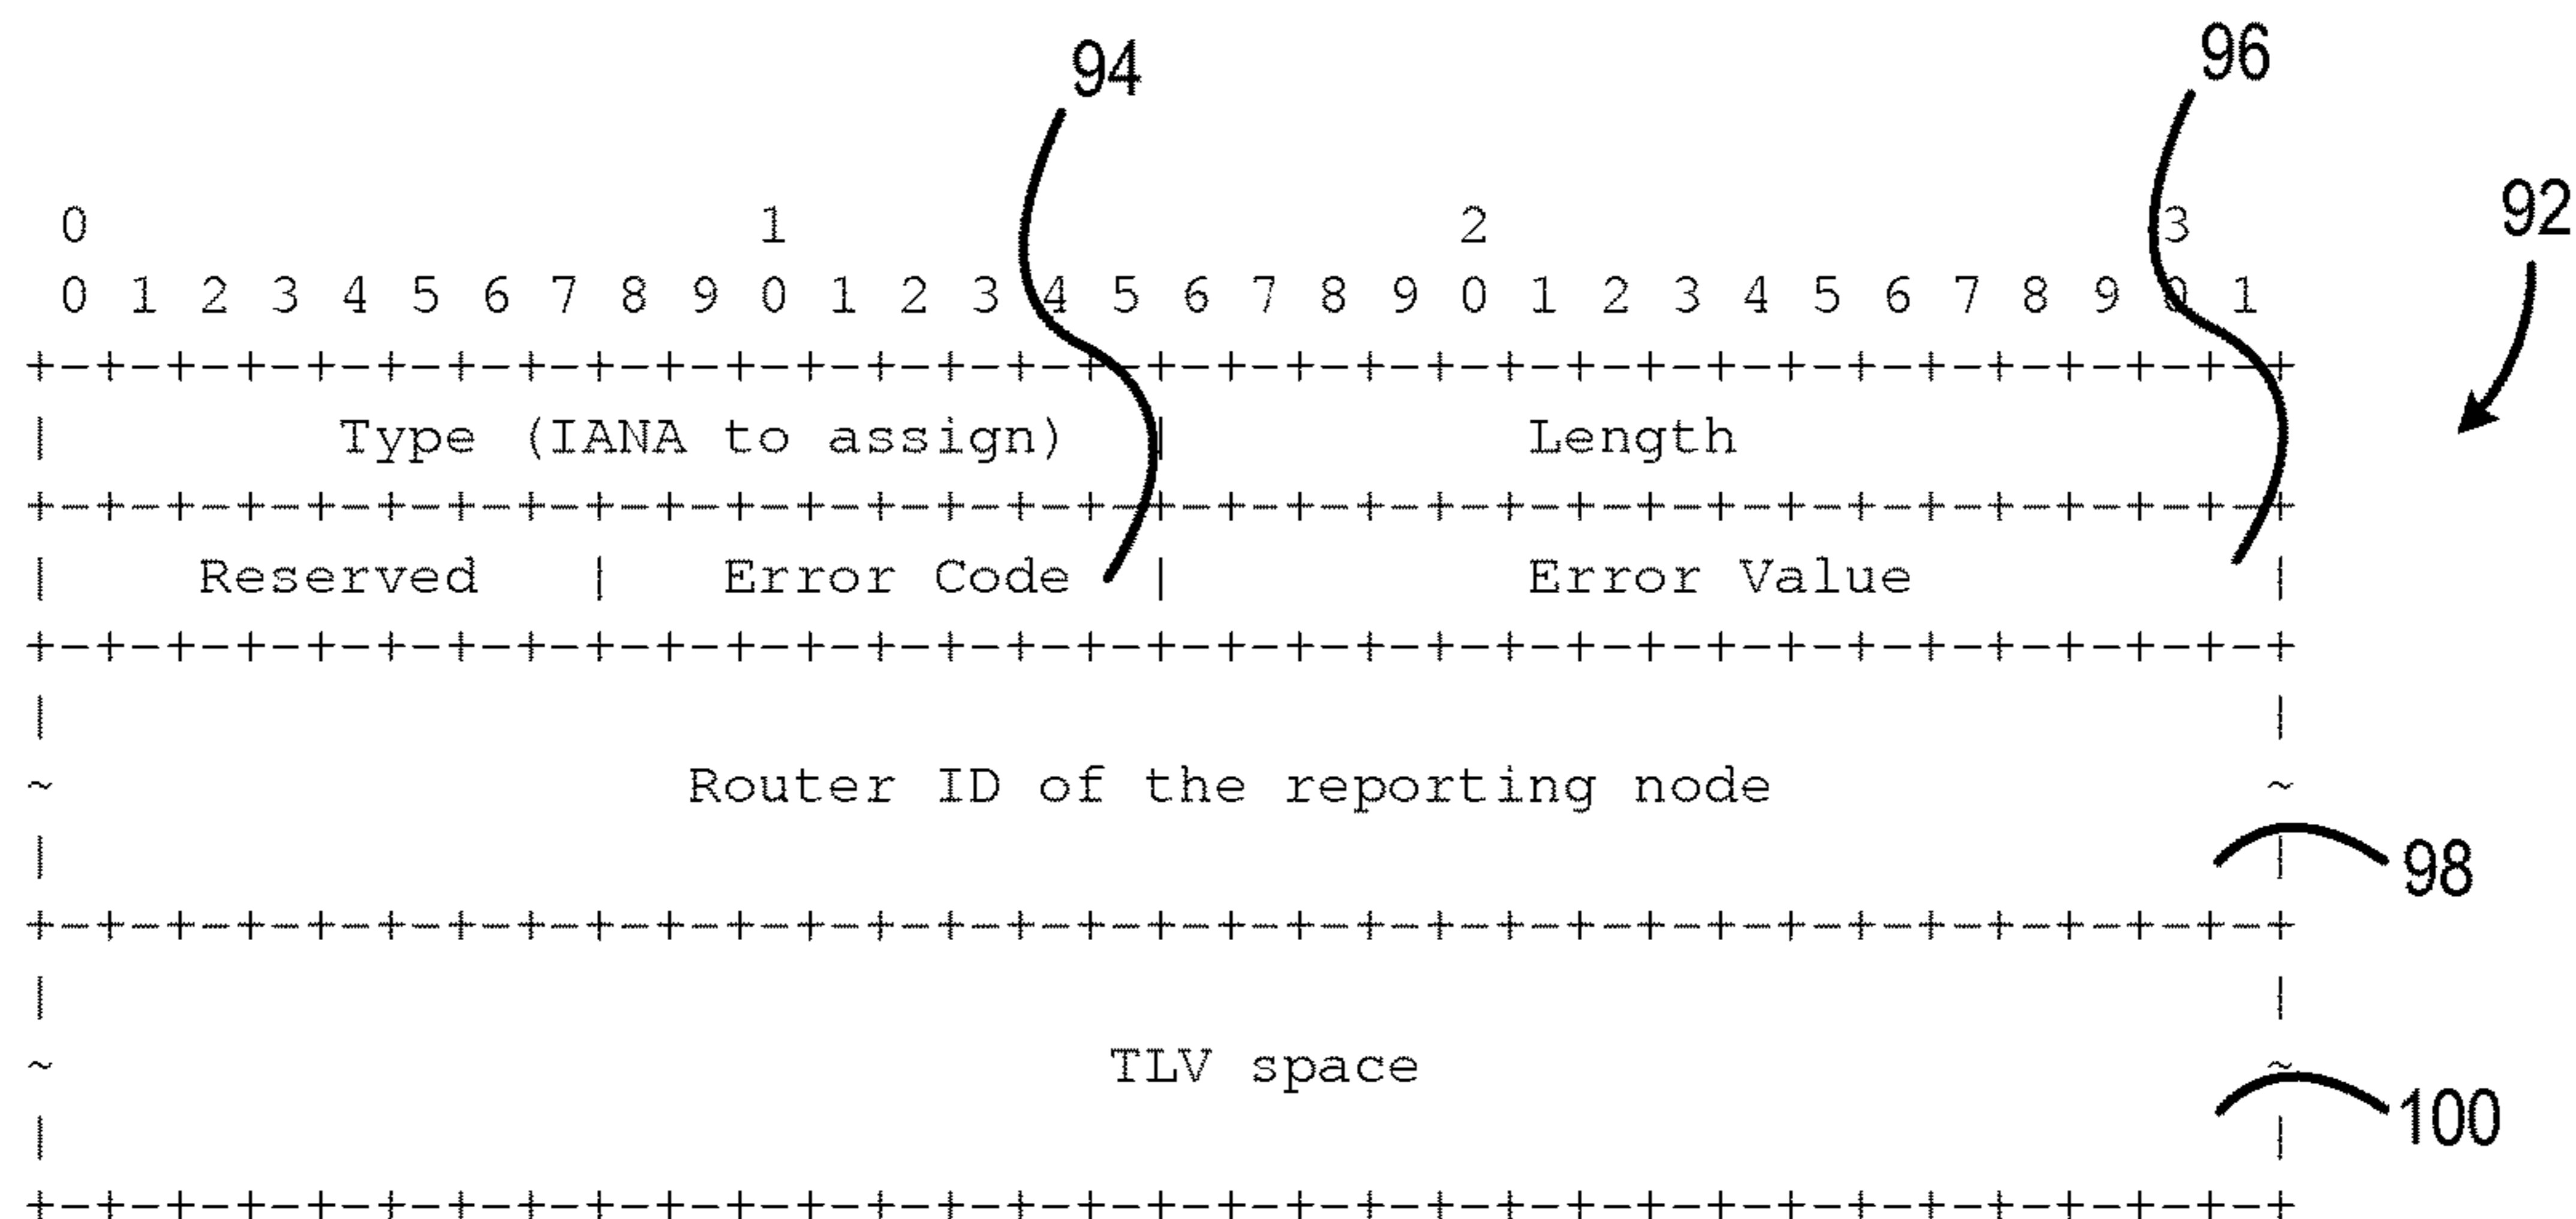 94
96
92
0                   1                   2                   3
0 1 2 3 4 5 6 7 8 9 0 1 2 3 4 5 6 7 8 9 0 1 2 3 4 5 6 7 8 9 0 1
+-+-+-+-+-+-+-+-+-+-+-+-+-+-+-+-+-+-+-+-+-+-+-+-+-+-+-+-+-+-+-+-+
|        Type (IANA to assign)  |          Length
+-+-+-+-+-+-+-+-+-+-+-+-+-+-+-+-+-+-+-+-+-+-+-+-+-+-+-+-+-+-+-+-+
|    Reserved   |   Error Code  |          Error Value          |
+-+-+-+-+-+-+-+-+-+-+-+-+-+-+-+-+-+-+-+-+-+-+-+-+-+-+-+-+-+-+-+-+
|                                                               |
~                  Router ID of the reporting node              ~
|                                                               | 98
+-+-+-+-+-+-+-+-+-+-+-+-+-+-+-+-+-+-+-+-+-+-+-+-+-+-+-+-+-+-+-+-+
|                                                               |
~                              TLV space                        ~
|                                                               | 100
+-+-+-+-+-+-+-+-+-+-+-+-+-+-+-+-+-+-+-+-+-+-+-+-+-+-+-+-+-+-+-+-+